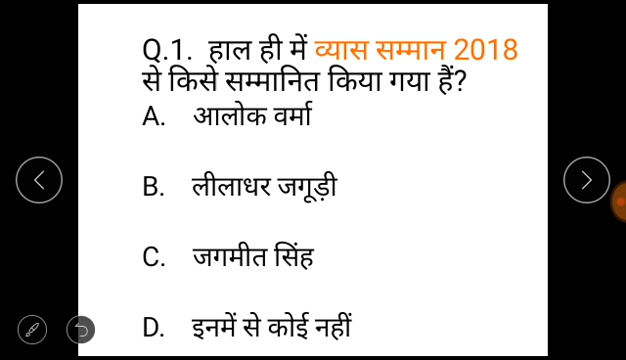 Q.1. हाल ही में व्यास सम्मान 2018
से किसे सम्मानित किया गया हैं?
A. आलोक वर्मा
B. लीलाधर जगूड़ी
C. जगमीत सिंह
D. इनमें से कोई नहीं